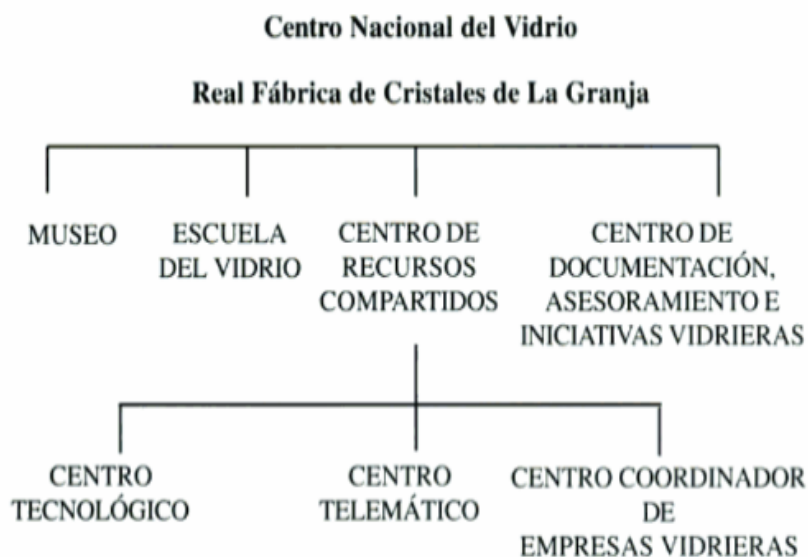 Centro Nacional del Vidrio
Real Fábrica de Cristales de La Granja
MUSEO
ESCUELA
DEL VIDRIO
CENTRO DE
RECURSOS
COMPARTIDOS
CENTRO DE
DOCUMENTACIÓN,
ASESORAMIENTO E
INICIATIVAS VIDRIERAS
CENTRO
TECNOLÓGICO
CENTRO
TELEMÁTICO
CENTRO COORDINADOR
DE
EMPRESAS VIDRIERAS